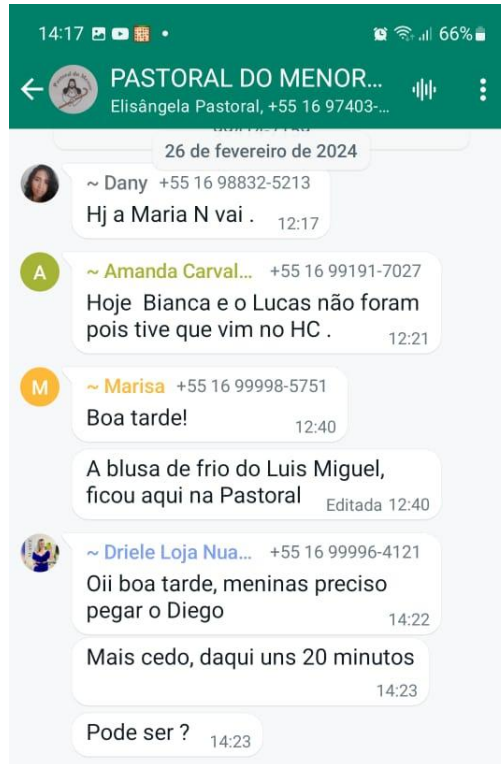 14:17
66%
PASTORAL DO MENOR...
Elisângela Pastoral, +55 16 97403-...
26 de fevereiro de 2024
~ Dany +55 16 98832-5213
Hj a Maria N vai .
12:17
A
~ Amanda Carval... +55 16 99191-7027
Hoje Bianca e o Lucas não foram
pois tive que vim no HC .
12:21
M
~ Marisa +55 16 99998-5751
Boa tarde!
12:40
A blusa de frio do Luis Miguel,
ficou aqui na Pastoral
Editada 12:40
~ Driele Loja Nua... +55 16 99996-4121
Oii boa tarde, meninas preciso
pegar o Diego
14:22
Mais cedo, daqui uns 20 minutos
14:23
Pode ser ?
14:23